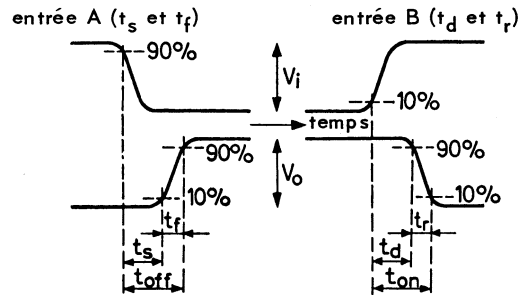 entrée A (ts et tf)
entrée B (td et tr)
90%
Vi
10%
temps
90%
Vo
90%
10%
10%
tf
tr
ts
td
toff
ton